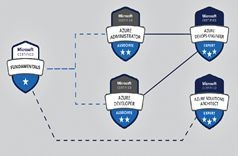 Microsoft
CERTIFIED
FUNDAMENTALS
Microsoft
CERTIFIED
AZURE
ADMINISTRATOR
ASSOCIATE
Microsoft
CERTIFIED
AZURE
DEVOPS ENGINEER
EXPERT
Microsoft
CERTIFIED
AZURE
DEVELOPER
ASSOCIATE
Microsoft
CERTIFIED
AZURE SOLUTIONS
ARCHITECT
EXPERT